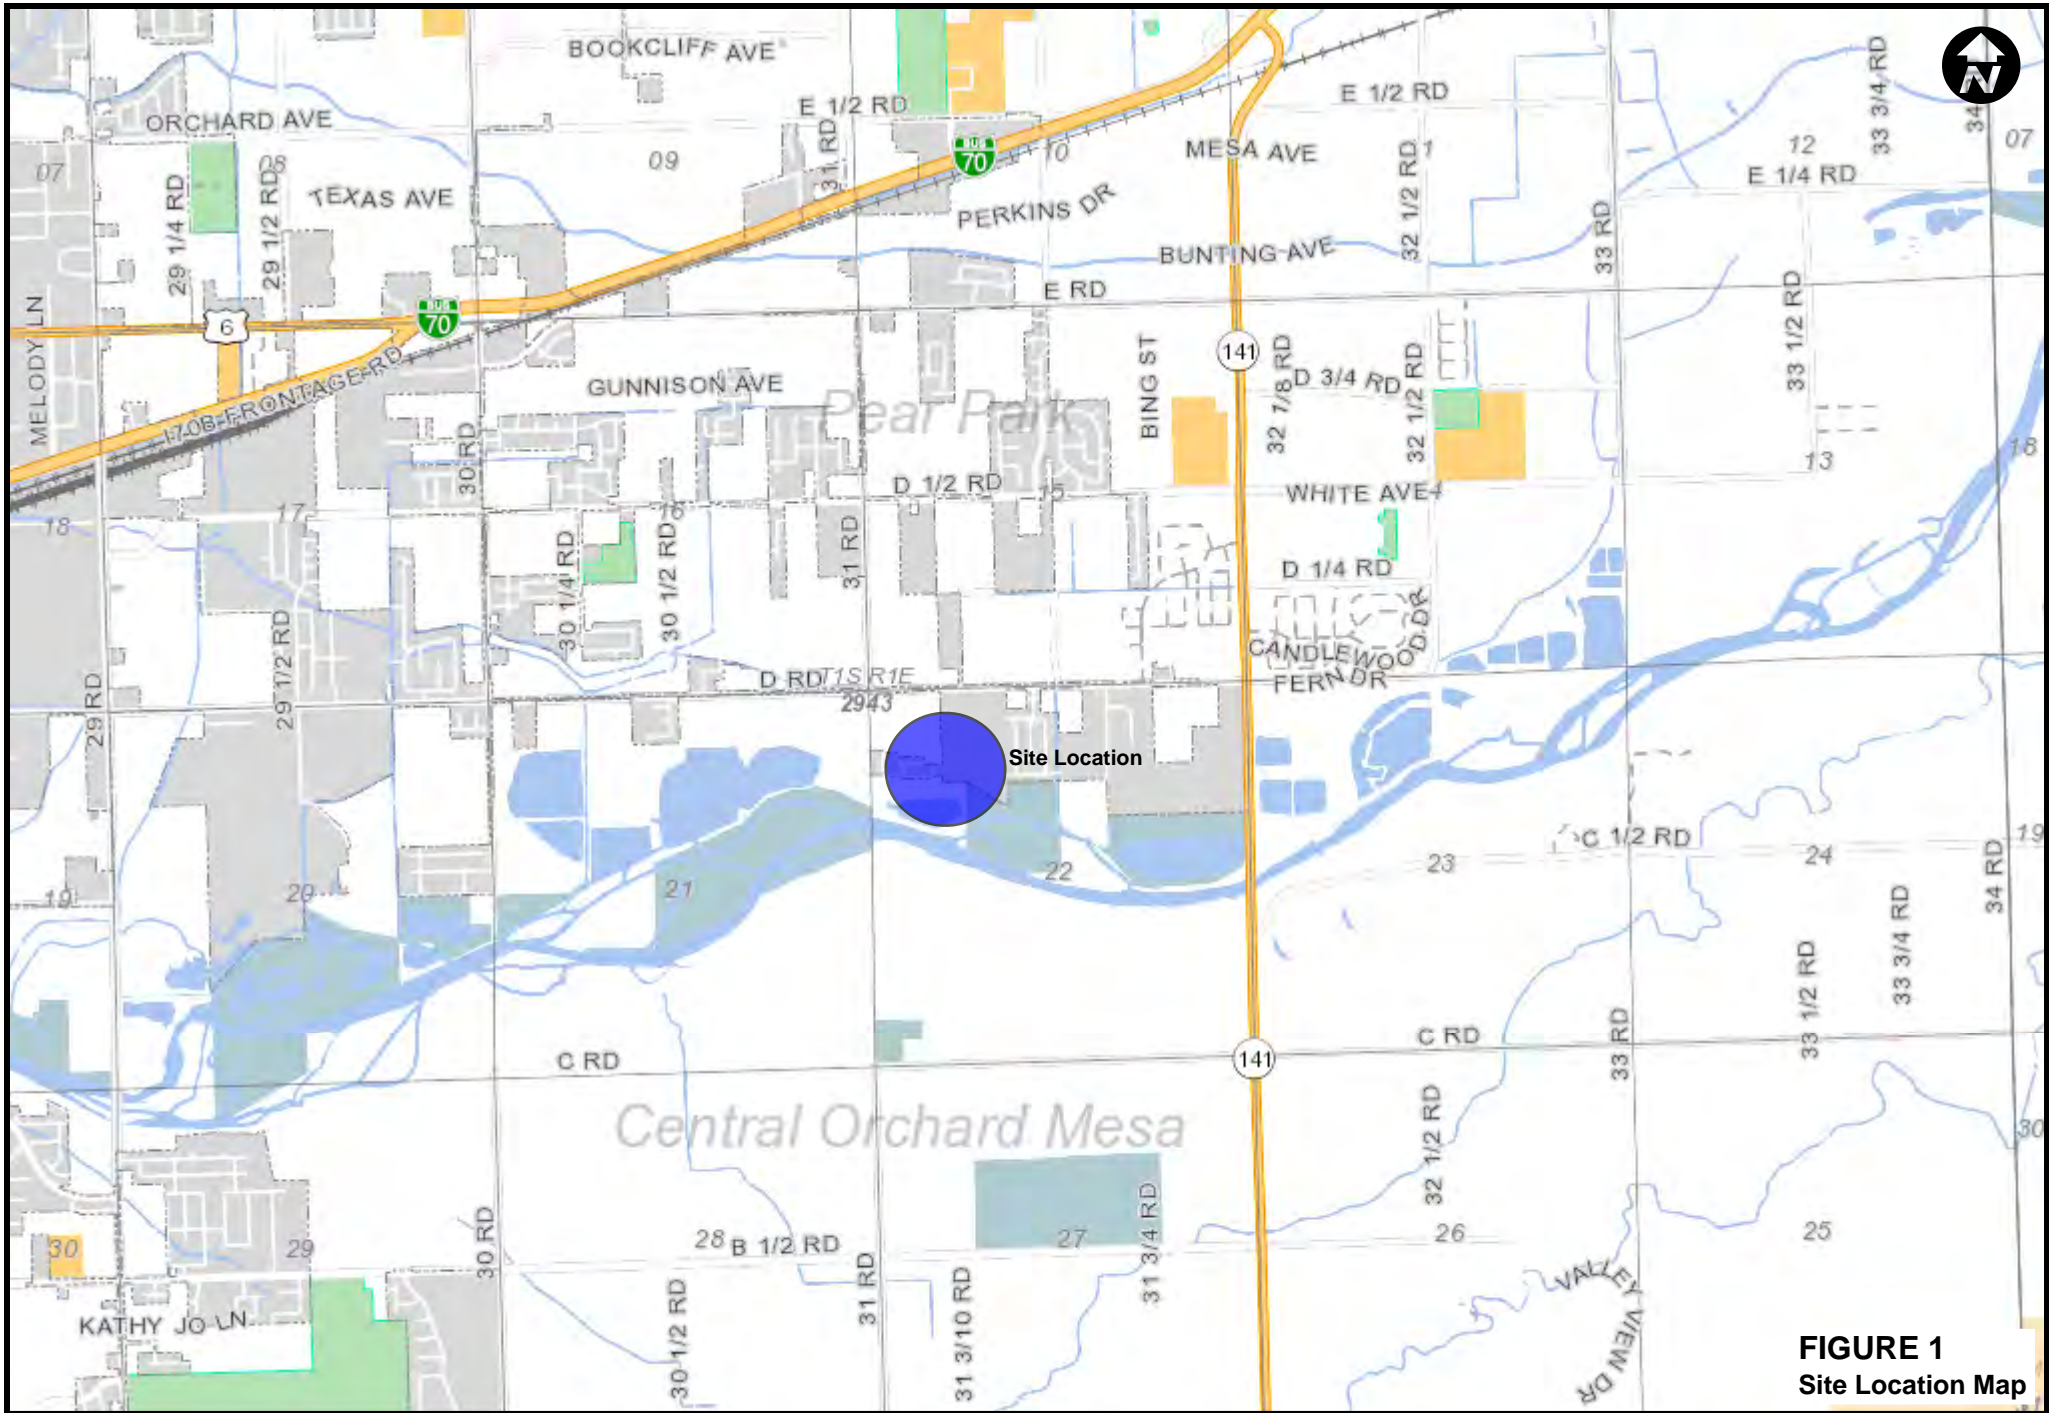 BOOKCLIFF AVE
N
33 3/4 RD
34
E 1/2 RD
E 1/2 RD
ORCHARD AVE
07
08
09
31 RD
BUS
70
10
MESA AVE
32 1/2 RD
1
12
E 1/4 RD
07
29 1/4 RD
29 1/2 RD
TEXAS AVE
PERKINS DR
33 RD
BUNTING AVE
E RD
33 1/2 RD
MELODY LN
6
BUS
70
I70B FRONTAGE RD
GUNNISON AVE
Pear Park
BING ST
141
32 1/8 RD
D 3/4 RD
32 1/2 RD
30 RD
D 1/2 RD
15
WHITE AVE
4
13
18
18
17
16
30 1/4 RD
30 1/2 RD
31 RD
D 1/4 RD
29 1/2 RD
CANDLEWOOD DR
FERN DR
D RD
T1S R1E
2943
29 RD
Site Location
C 1/2 RD
19
19
20
21
22
23
24
34 RD
33 3/4 RD
33 1/2 RD
33 RD
C RD
C RD
141
Central Orchard Mesa
32 1/2 RD
30
30
29
30 RD
28
B 1/2 RD
27
31 3/4 RD
26
25
31 RD
30 1/2 RD
31 3/10 RD
KATHY JO LN
VALLEY VIEW DR
FIGURE 1
Site Location Map